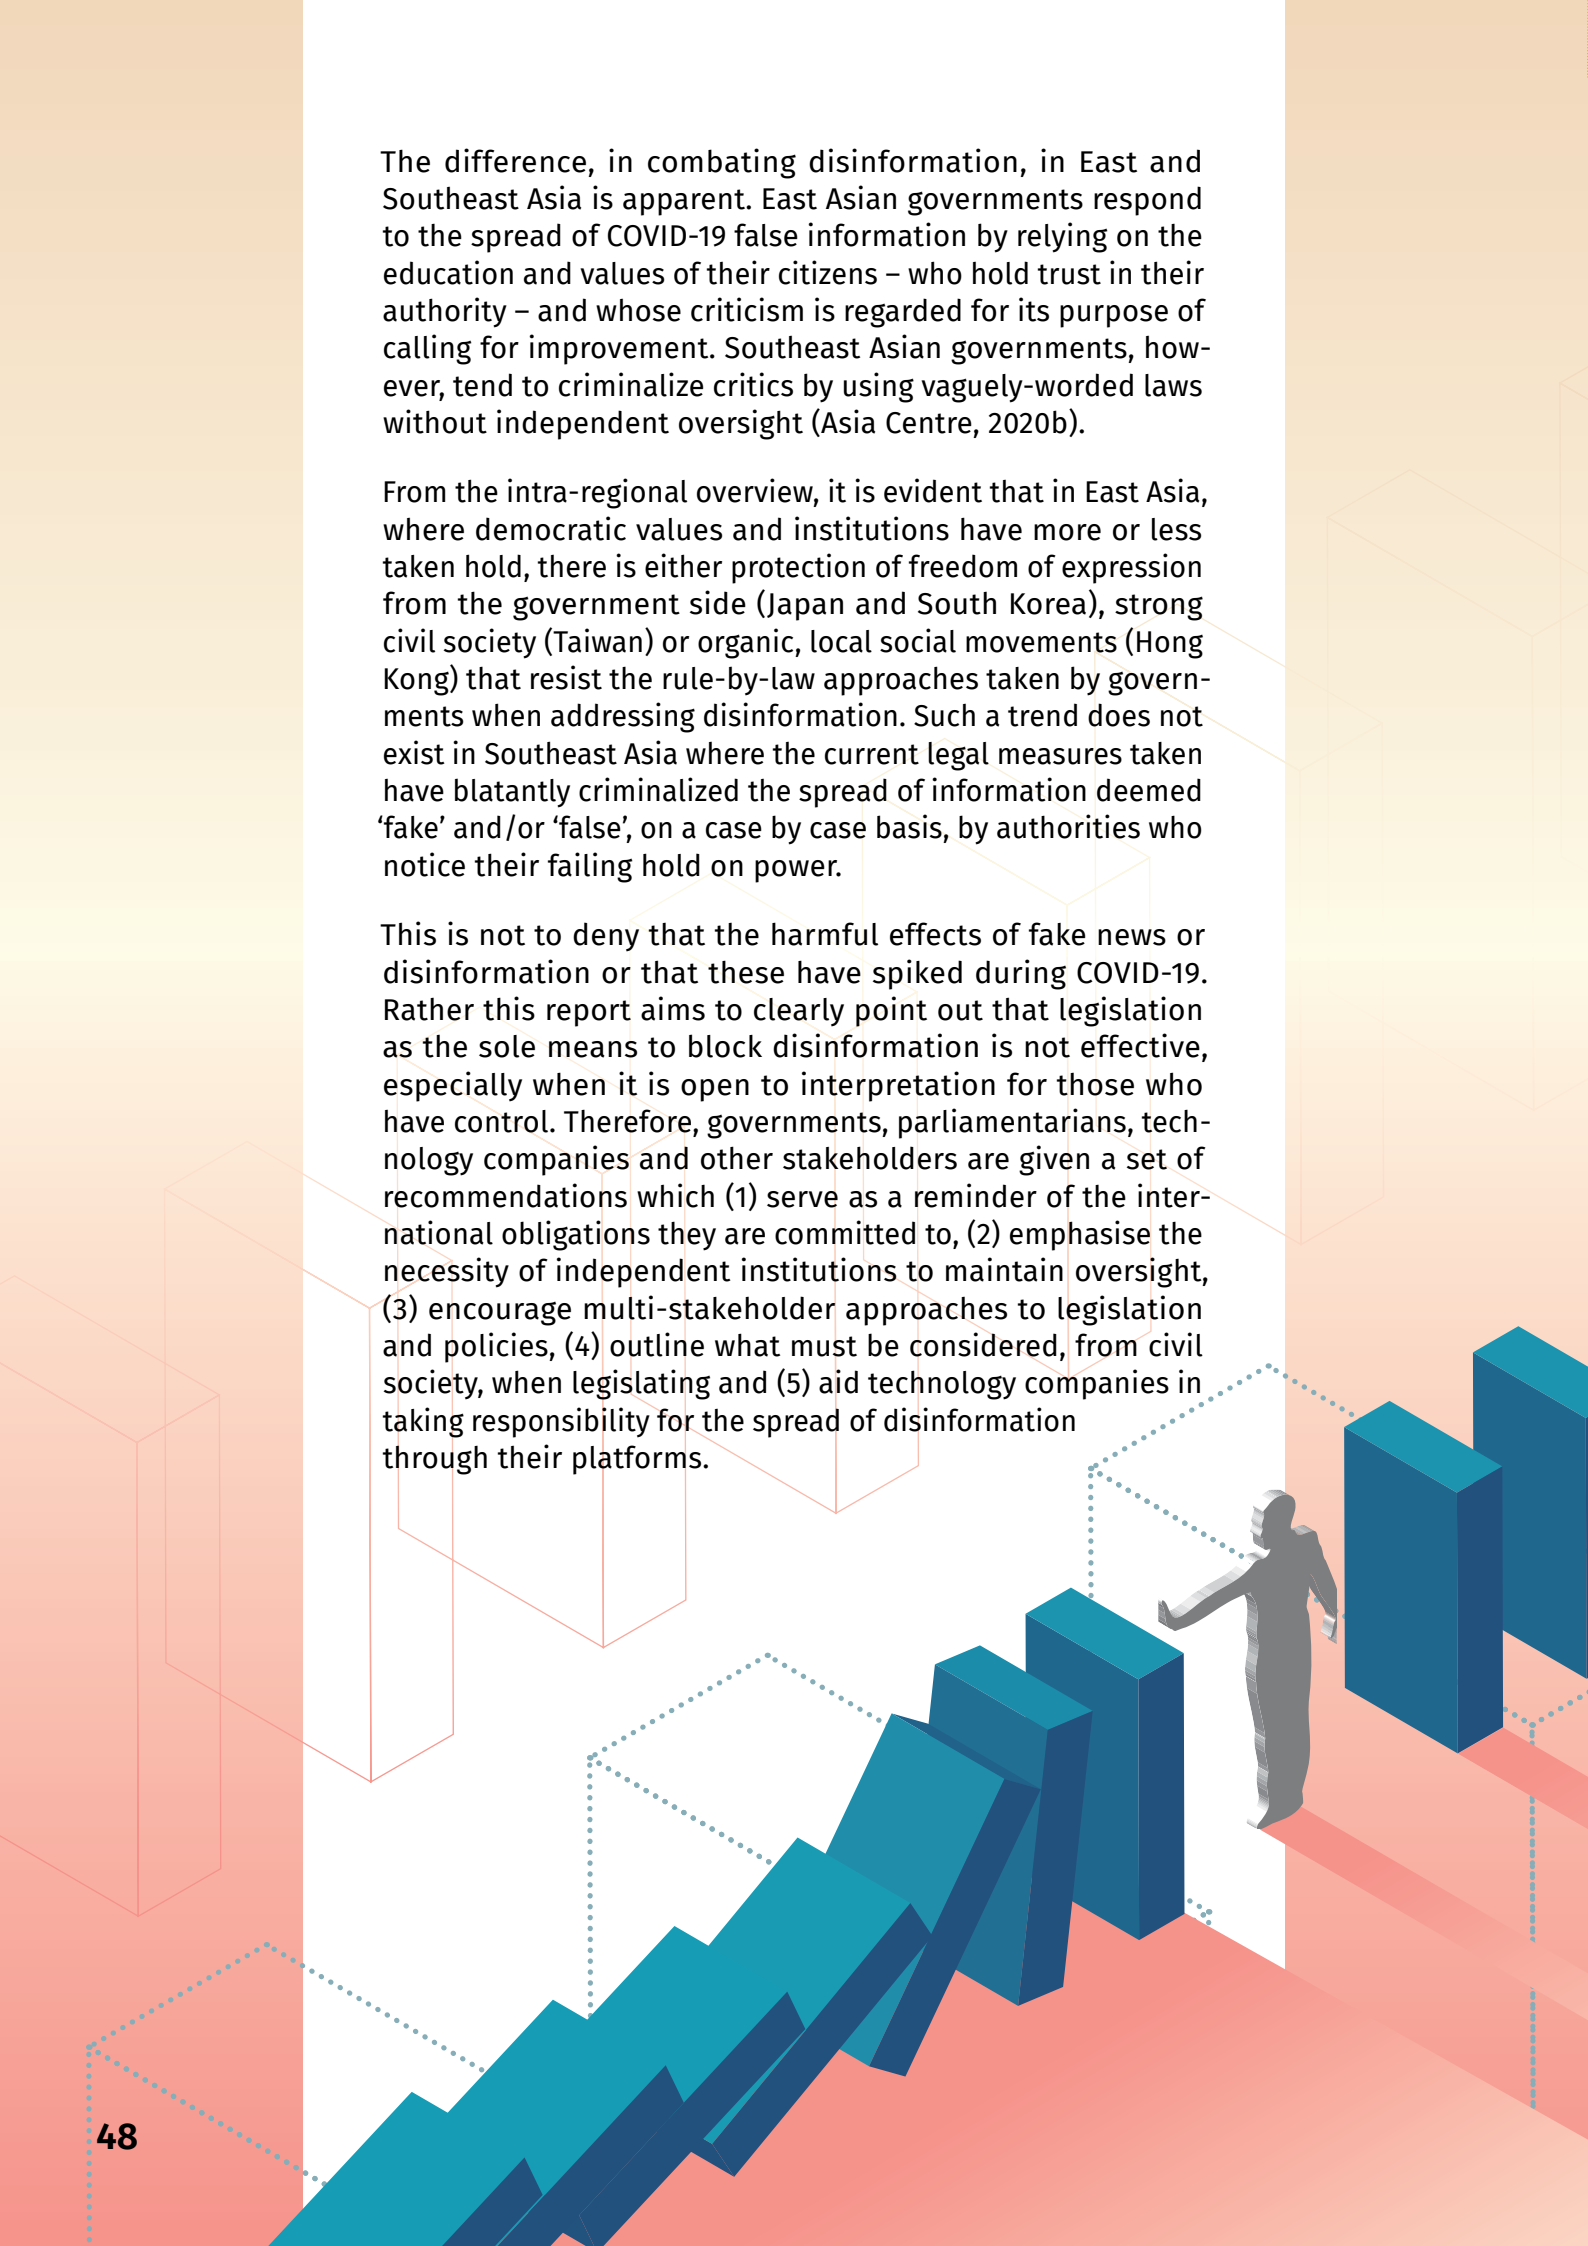 The difference, in combating disinformation, in East and
Southeast Asia is apparent. East Asian governments respond
to the spread of COVID-19 false information by relying on the
education and values of their citizens – who hold trust in their
authority – and whose criticism is regarded for its purpose of
calling for improvement. Southeast Asian governments, how-
ever, tend to criminalize critics by using vaguely-worded laws
without independent oversight (Asia Centre, 2020b).
From the intra-regional overview, it is evident that in East Asia,
where democratic values and institutions have more or less
taken hold, there is either protection of freedom of expression
from the government side (Japan and South Korea), strong
civil society (Taiwan) or organic, local social movements (Hong
Kong) that resist the rule-by-law approaches taken by govern-
ments when addressing disinformation. Such a trend does not
exist in Southeast Asia where the current legal measures taken
have blatantly criminalized the spread of information deemed
‘fake’ and/or ‘false’, on a case by case basis, by authorities who
notice their failing hold on power.
This is not to deny that the harmful effects of fake news or
disinformation or that these have spiked during COVID-19.
Rather this report aims to clearly point out that legislation
as the sole means to block disinformation is not effective,
especially when it is open to interpretation for those who
have control. Therefore, governments, parliamentarians, tech-
nology companies and other stakeholders are given a set of
recommendations which (1) serve as a reminder of the inter-
national obligations they are committed to, (2) emphasise the
necessity of independent institutions to maintain oversight,
(3) encourage multi-stakeholder approaches to legislation
and policies, (4) outline what must be considered, from civil
society, when legislating and (5) aid technology companies in
taking responsibility for the spread of disinformation
through their platforms.
48